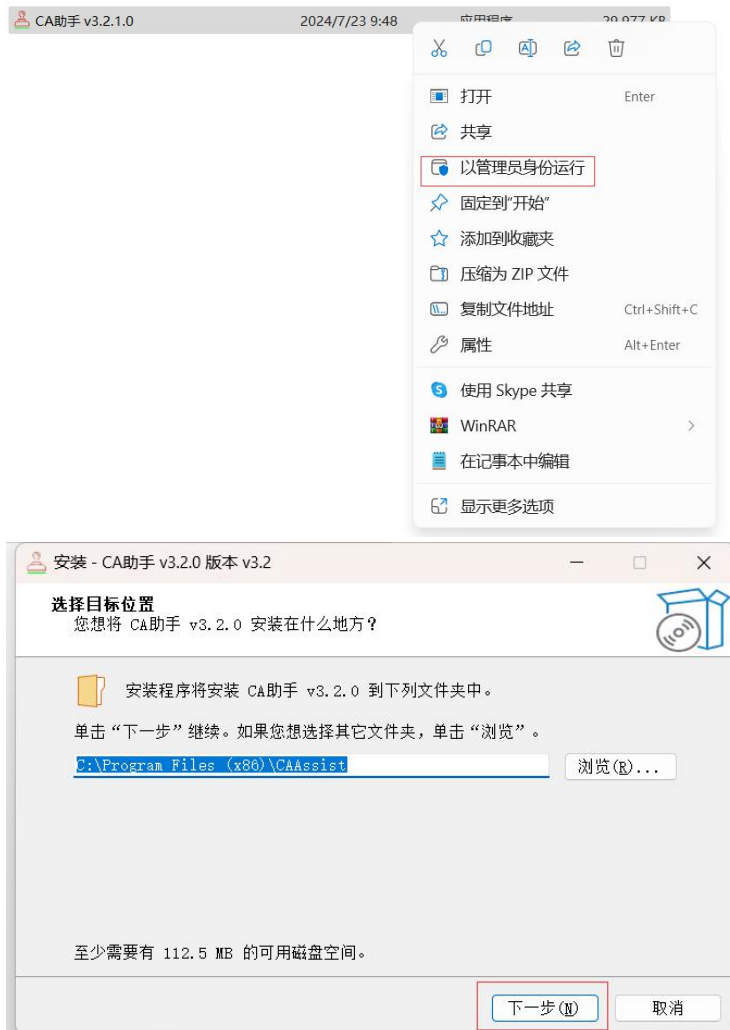 CA助手 v3.2.1.0 2024/7/23 9:48 应用程序 29,977 KB
打开 Enter
共享
以管理员身份运行
固定到"开始"
添加到收藏夹
压缩为 ZIP 文件
复制文件地址 Ctrl+Shift+C
属性 Alt+Enter
使用 Skype 共享
WinRAR
在记事本中编辑
显示更多选项
安装 - CA助手 v3.2.0 版本 v3.2
选择目标位置
您想将 CA助手 v3.2.0 安装在什么地方?
安装程序将安装 CA助手 v3.2.0 到下列文件夹中。
单击“下一步”继续。如果您想选择其它文件夹,单击“浏览”。
C:\Program Files (x86)\CAAssist 浏览(R)...
至少需要有 112.5 MB 的可用磁盘空间。
下一步(N) 取消